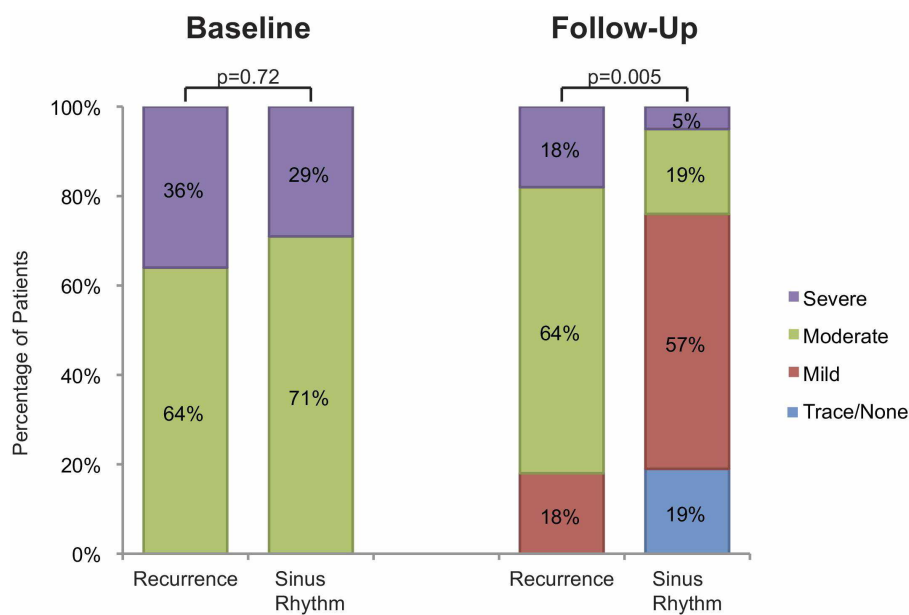 Baseline
Follow-Up
p=0.72
p=0.005
Percentage of Patients
100%
80%
60%
40%
20%
0%
36%
64%
29%
71%
18%
64%
18%
5%
19%
57%
19%
Recurrence
Sinus
Rhythm
Recurrence
Sinus
Rhythm
Severe
Moderate
Mild
Trace/None